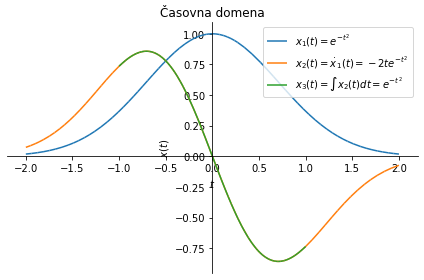 Časovna domena
x₁(t) = e^{-t²}
x₂(t) = ẋ₁(t) = −2te^{-t²}
x₃(t) = ∫ x₂(t)dt = e^{-t²}
1.00
0.75
0.50
0.25
x(t)
0.00
−2.0 −1.5 −1.0 −0.5 0.0 0.5 1.0 1.5 2.0
t
−0.25
−0.50
−0.75